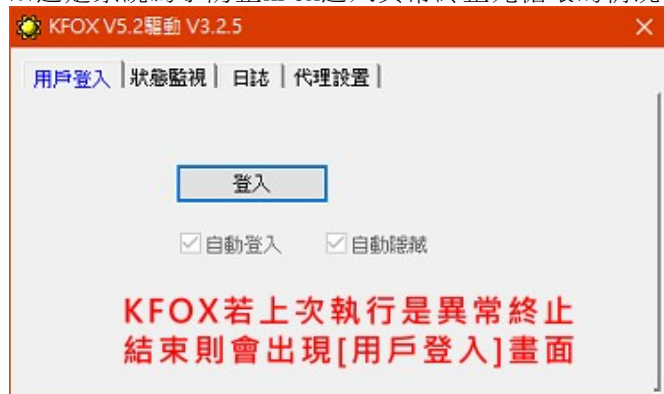 KFOX V5.2驅動 V3.2.5
用戶登入 狀態監視 日誌 代理設置
登入
自動登入 自動隱藏
KFOX若上次執行是異常終止
結束則會出現[用戶登入]畫面